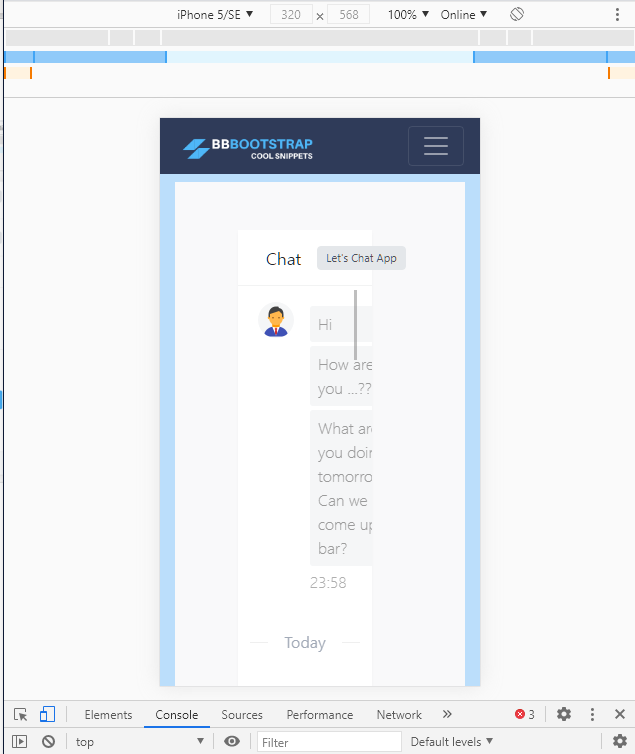 iPhone 5/SE ▼ 320 × 568 100% ▼ Online ▼
BBBOOTSTRAP
COOL SNIPPETS
Chat Let's Chat App
Hi
How are
you ...??
What are
you doin
tomorro
Can we
come up
bar?
23:58
Today
Elements Console Sources Performance Network » 3
top ▼ Filter Default levels ▼